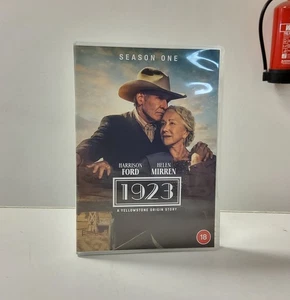 SEASON ONE
HARRISON FORD
HELEN MIRREN
1923
A YELLOWSTONE ORIGIN STORY
18